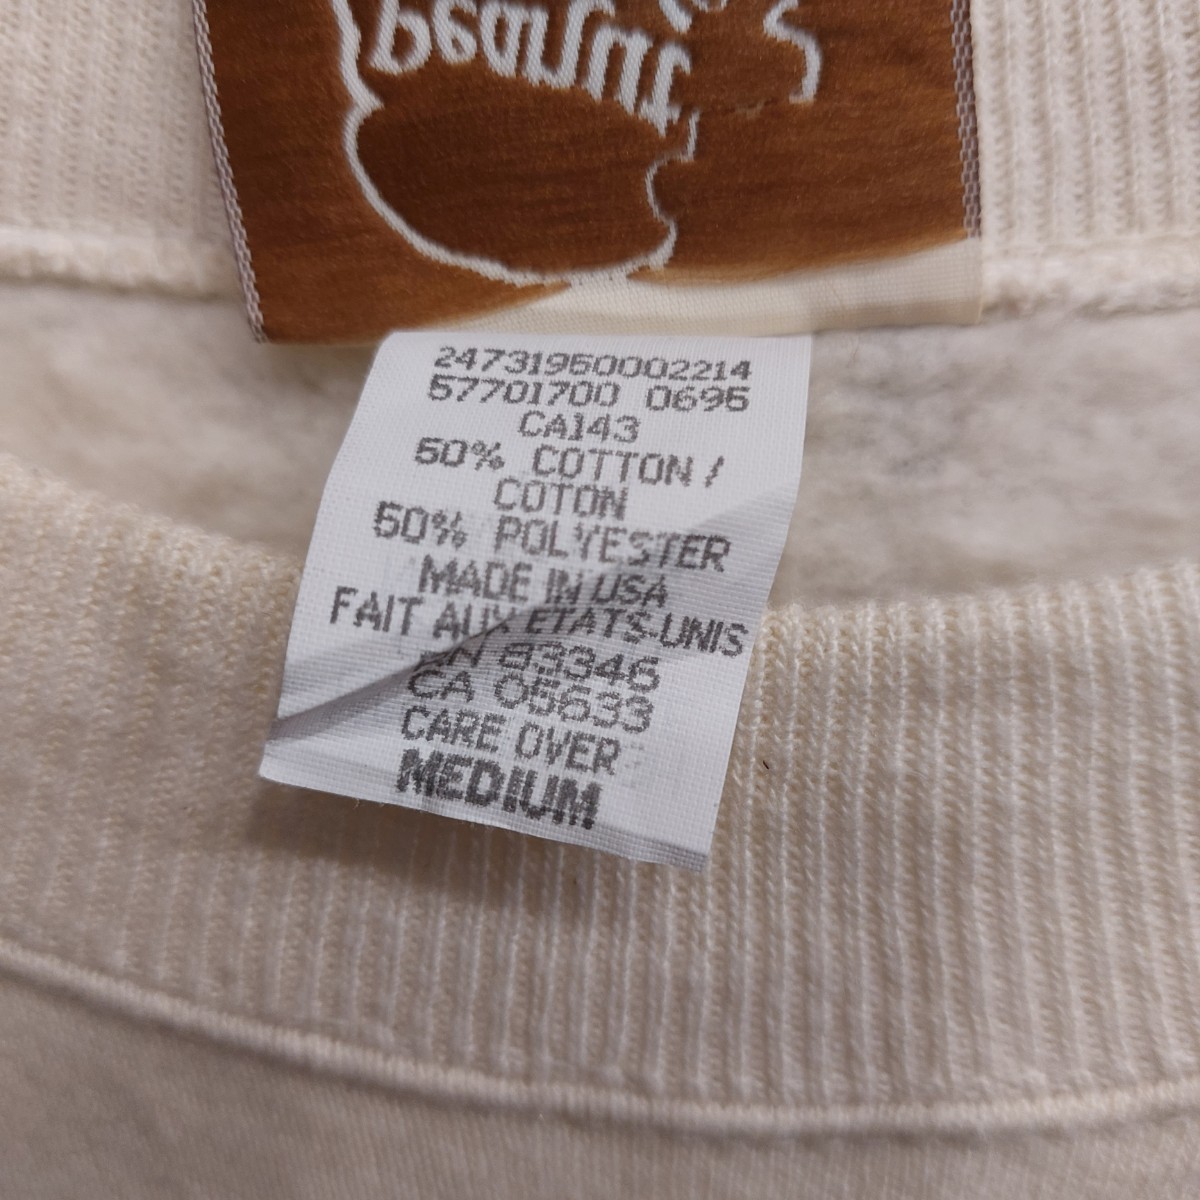 24731950002214
57701700 0695
CA143
50% COTTON /
COTON
50% POLYESTER
MADE IN USA
FAIT AUX ETATS-UNIS
RN 83346
CA 05633
CARE OVER
MEDIUM